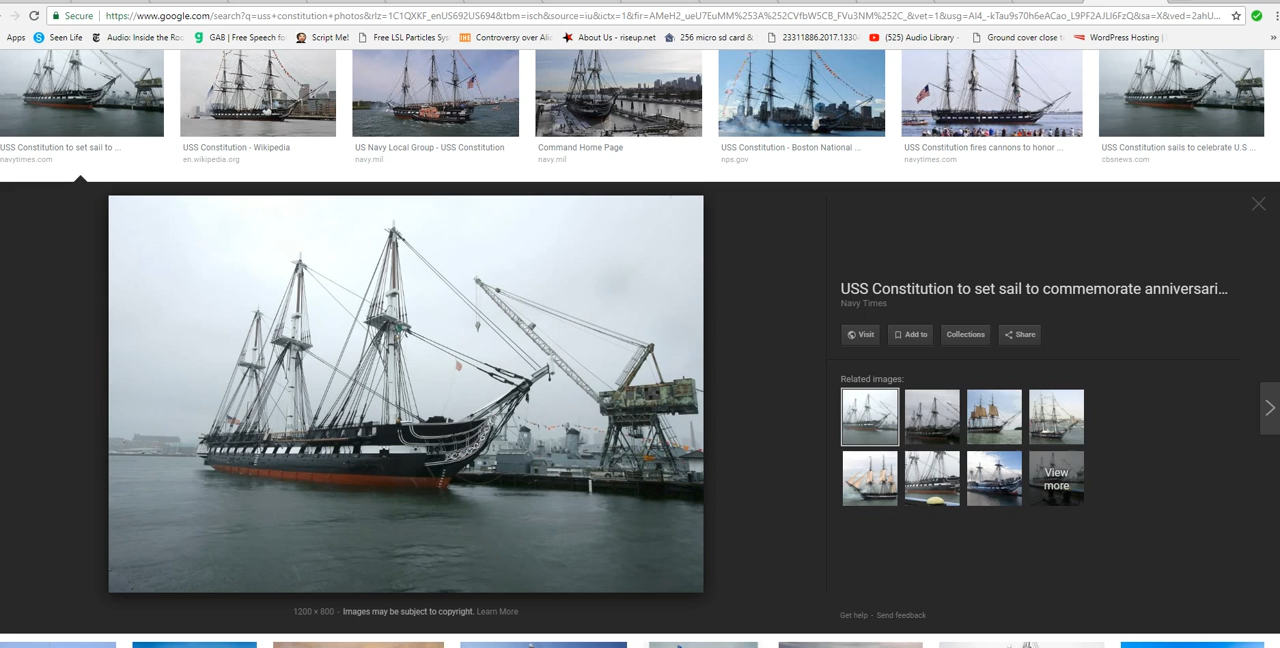 Secure https://www.google.com/search?q=uss+constitution+photos&rlz=1C1QXKF_enUS692US694&tbm=isch&source=iu&ictx=1&fir=AMeH2_ueU7EuMM%253A%252CVfbW5CB_FVu3NM%252C_&vet=1&usg=AI4_-kTau9s70h6eACao_L9PF2AJLI6FzQ&sa=X&ved=2ahU...
Apps Seen Life Audio: Inside the Roo GAB | Free Speech fo Script Me! Free LSL Particles Sys Controversy over Alic About Us - riseup.net 256 micro sd card & 23311886.2017.1330 (525) Audio Library - Ground cover close t WordPress Hosting | »
USS Constitution to set sail to ... USS Constitution - Wikipedia US Navy Local Group - USS Constitution Command Home Page USS Constitution - Boston National ... USS Constitution fires cannons to honor ... USS Constitution sails to celebrate U.S ...
navytimes.com en.wikipedia.org navy.mil navy.mil nps.gov navytimes.com cbsnews.com
USS Constitution to set sail to commemorate anniversari...
Navy Times
Visit Add to Collections Share
Related images:
View
more
1200 × 800 - Images may be subject to copyright. Learn More
Get help - Send feedback